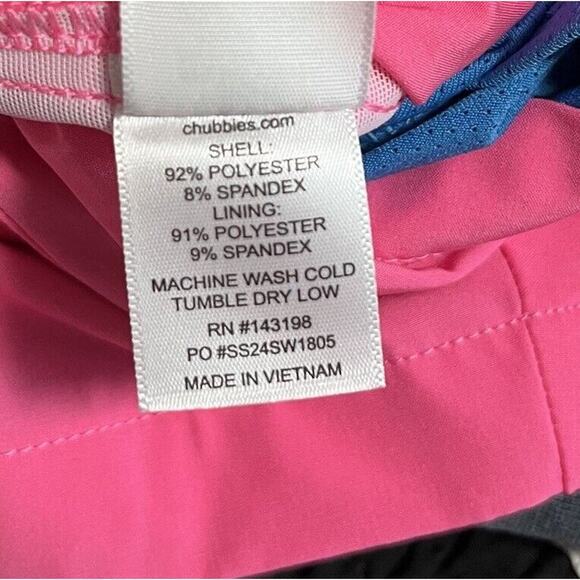 chubbies.com
SHELL:
92% POLYESTER
8% SPANDEX
LINING:
91% POLYESTER
9% SPANDEX
MACHINE WASH COLD
TUMBLE DRY LOW
RN #143198
PO #SS24SW1805
MADE IN VIETNAM